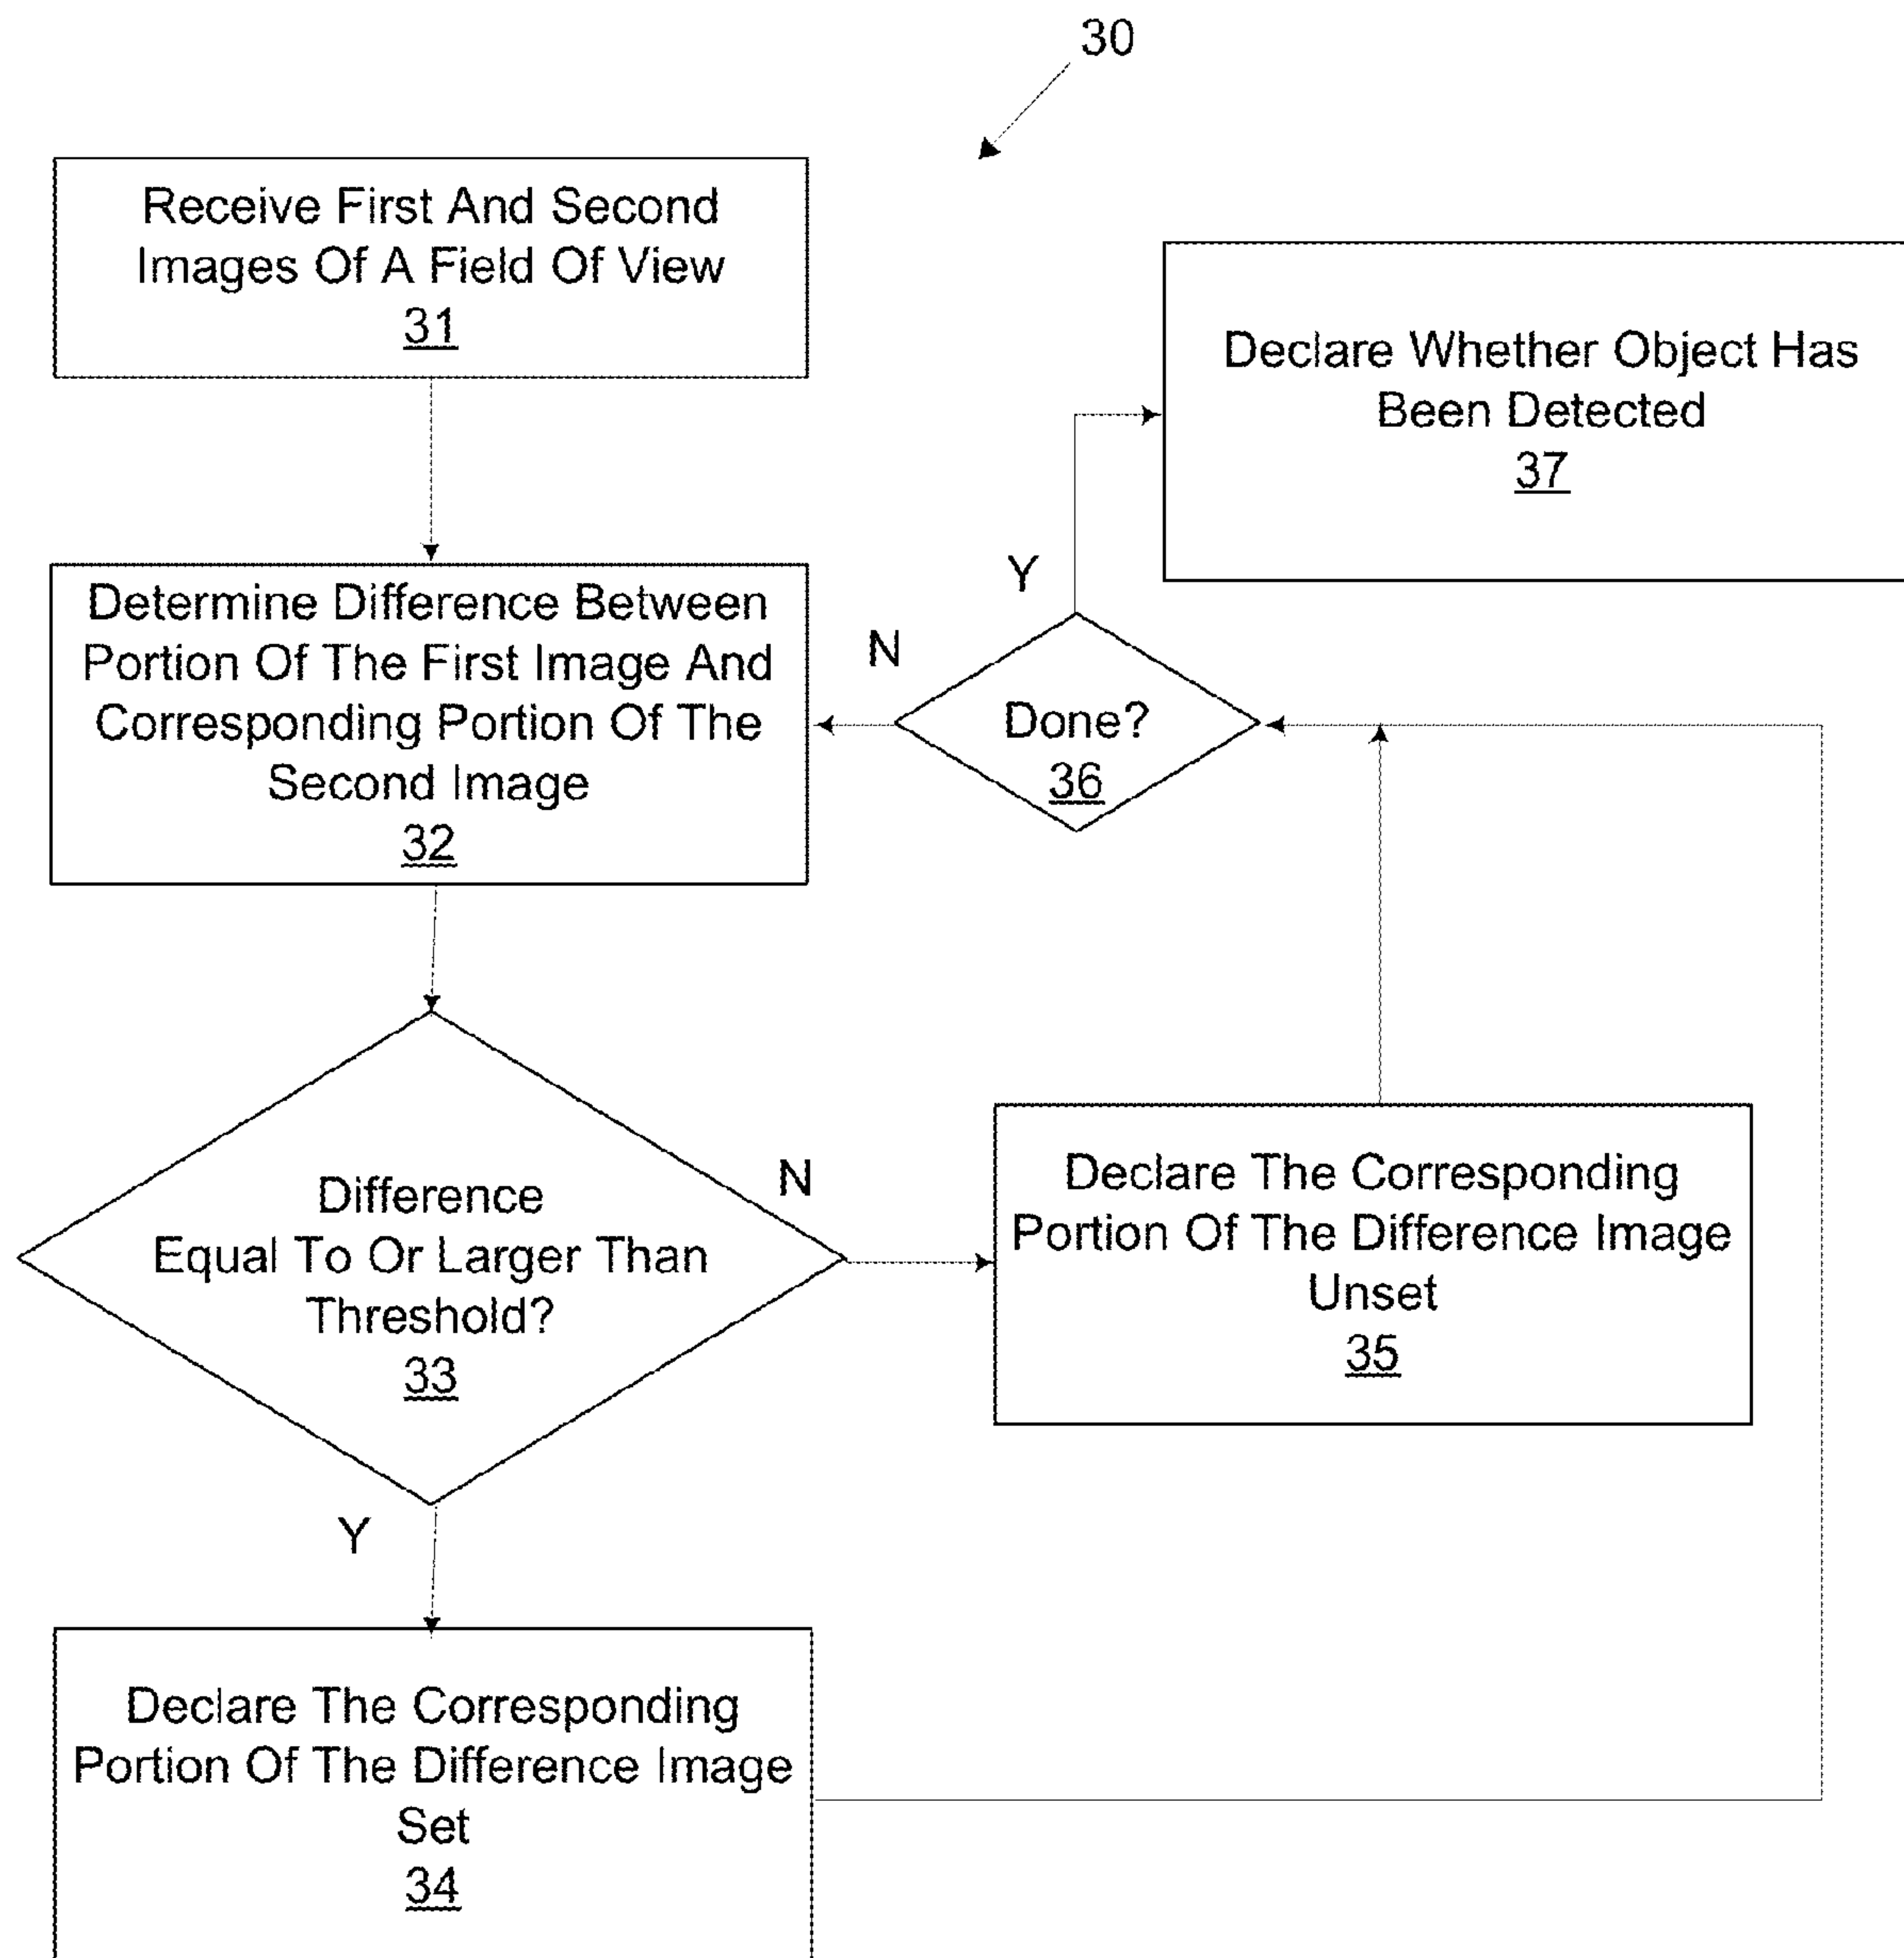 30
Receive First And Second
Images Of A Field Of View
31
Declare Whether Object Has
Been Detected
37
Determine Difference Between
Portion Of The First Image And
Corresponding Portion Of The
Second Image
32
Y
N
Done?
36
Difference
Equal To Or Larger Than
Threshold?
33
N
Declare The Corresponding
Portion Of The Difference Image
Unset
35
Y
Declare The Corresponding
Portion Of The Difference Image
Set
34